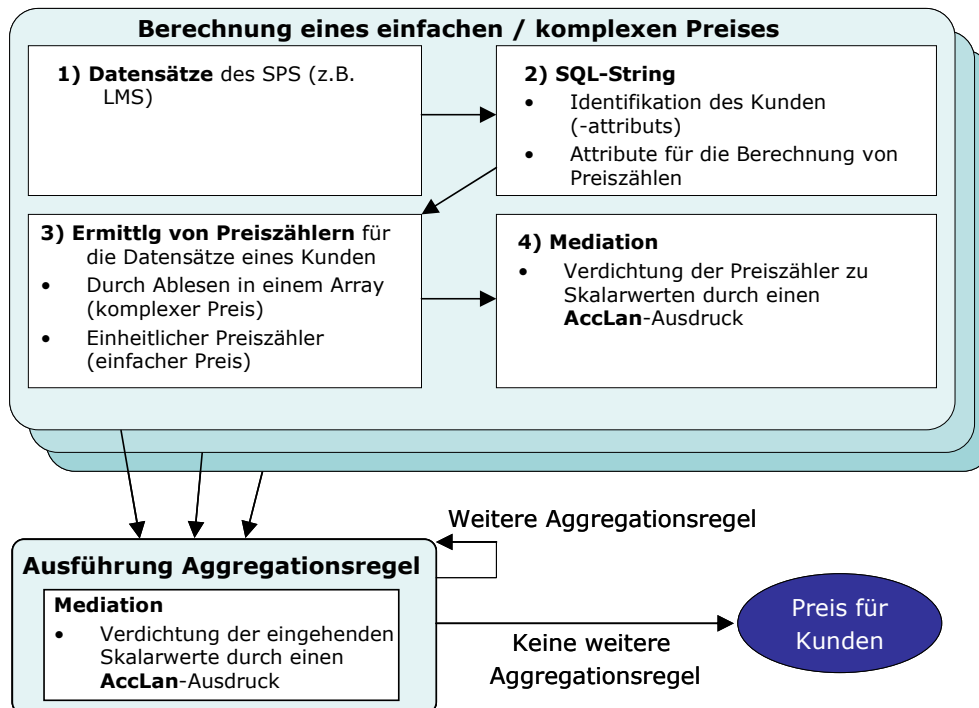 Berechnung eines einfachen / komplexen Preises
1) Datensätze des SPS (z.B.
LMS)
2) SQL-String
• Identifikation des Kunden
(-attributs)
• Attribute für die Berechnung von
Preiszählen
3) Ermittlg von Preiszählern für
die Datensätze eines Kunden
• Durch Ablesen in einem Array
(komplexer Preis)
• Einheitlicher Preiszähler
(einfacher Preis)
4) Mediation
• Verdichtung der Preiszähler zu
Skalarwerten durch einen
AccLan-Ausdruck
Weitere Aggregationsregel
Ausführung Aggregationsregel
Mediation
• Verdichtung der eingehenden
Skalarwerte durch einen
AccLan-Ausdruck
Keine weitere
Aggregationsregel
Preis für
Kunden